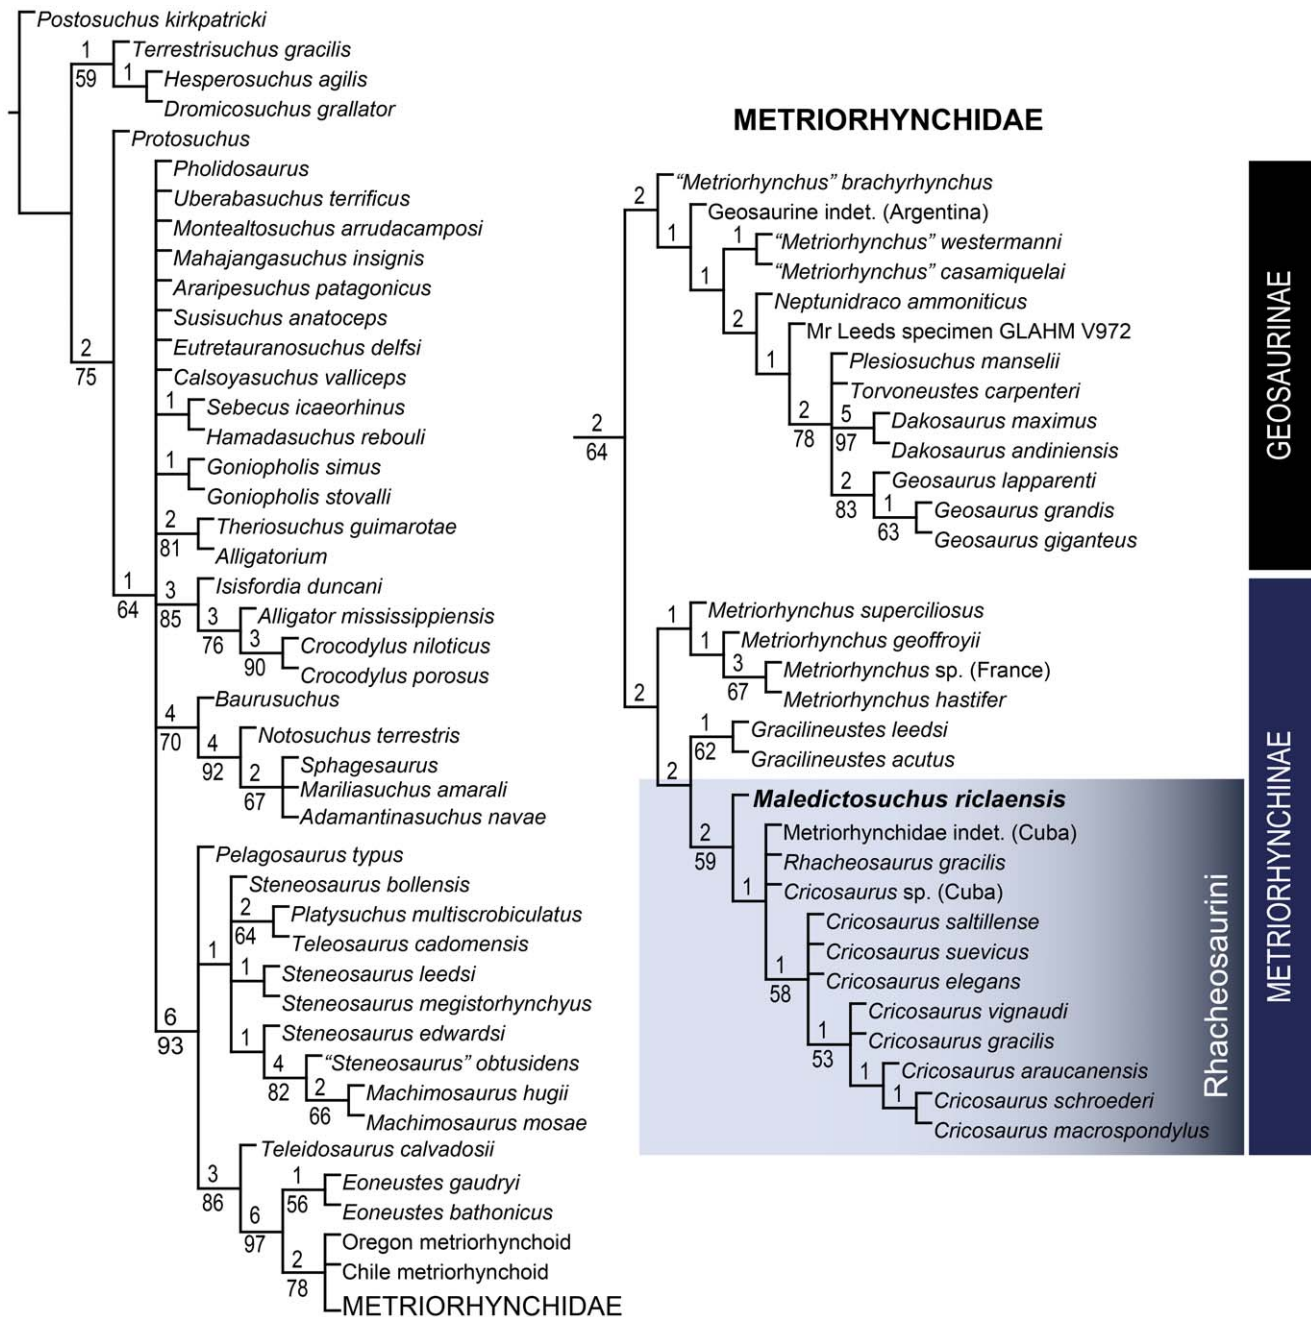 Postosuchus kirkpatricki
1
59
Terrestrisuchus gracilis
1
Hesperosuchus agilis
Dromicosuchus grallator
2
75
Protosuchus
1
64
Pholidosaurus
Uberabasuchus terrificus
Montealtosuchus arrudacamposi
Mahajangasuchus insignis
Araripesuchus patagonicus
Susisuchus anatoceps
Eutretauranosuchus delfsi
Calsoyasuchus valliceps
1
Sebecus icaeorhinus
Hamadasuchus rebouli
1
Goniopholis simus
Goniopholis stovalli
2
81
Theriosuchus guimarotae
Alligatorium
3
85
Isisfordia duncani
3
76
Alligator mississippiensis
3
90
Crocodylus niloticus
Crocodylus porosus
4
70
Baurusuchus
4
92
Notosuchus terrestris
2
67
Sphagesaurus
Mariliasuchus amarali
Adamantinasuchus navae
6
93
Pelagosaurus typus
1
Steneosaurus bollensis
2
64
Platysuchus multiscrobiculatus
Teleosaurus cadomensis
1
Steneosaurus leedsi
Steneosaurus megistorhynchyus
1
Steneosaurus edwardsi
4
82
“Steneosaurus” obtusidens
2
66
Machimosaurus hugii
Machimosaurus mosae
3
86
Teleidosaurus calvadosii
6
97
1
56
Eoneustes gaudryi
Eoneustes bathonicus
2
78
Oregon metriorhynchoid
Chile metriorhynchoid
METRIORHYNCHIDAE
METRIORHYNCHIDAE
2
64
2
“Metriorhynchus” brachyrhynchus
1
Geosaurine indet. (Argentina)
1
1
“Metriorhynchus” westermanni
“Metriorhynchus” casamiquelai
2
Neptunidraco ammoniticus
1
Mr Leeds specimen GLAHM V972
2
78
Plesiosuchus manselii
Torvoneustes carpenteri
5
97
Dakosaurus maximus
Dakosaurus andiniensis
2
83
Geosaurus lapparenti
1
63
Geosaurus grandis
Geosaurus giganteus
2
1
Metriorhynchus superciliosus
1
Metriorhynchus geoffroyii
3
67
Metriorhynchus sp. (France)
Metriorhynchus hastifer
2
1
62
Gracilineustes leedsi
Gracilineustes acutus
2
59
Maledictosuchus riclaensis
1
Metriorhynchidae indet. (Cuba)
Rhacheosaurus gracilis
Cricosaurus sp. (Cuba)
1
58
Cricosaurus saltillense
Cricosaurus suevicus
Cricosaurus elegans
1
53
Cricosaurus vignaudi
Cricosaurus gracilis
1
Cricosaurus araucanensis
1
Cricosaurus schroederi
Cricosaurus macrospondylus
Rhacheosaurini
GEOSAURINAE
METRIORHYNCHINAE